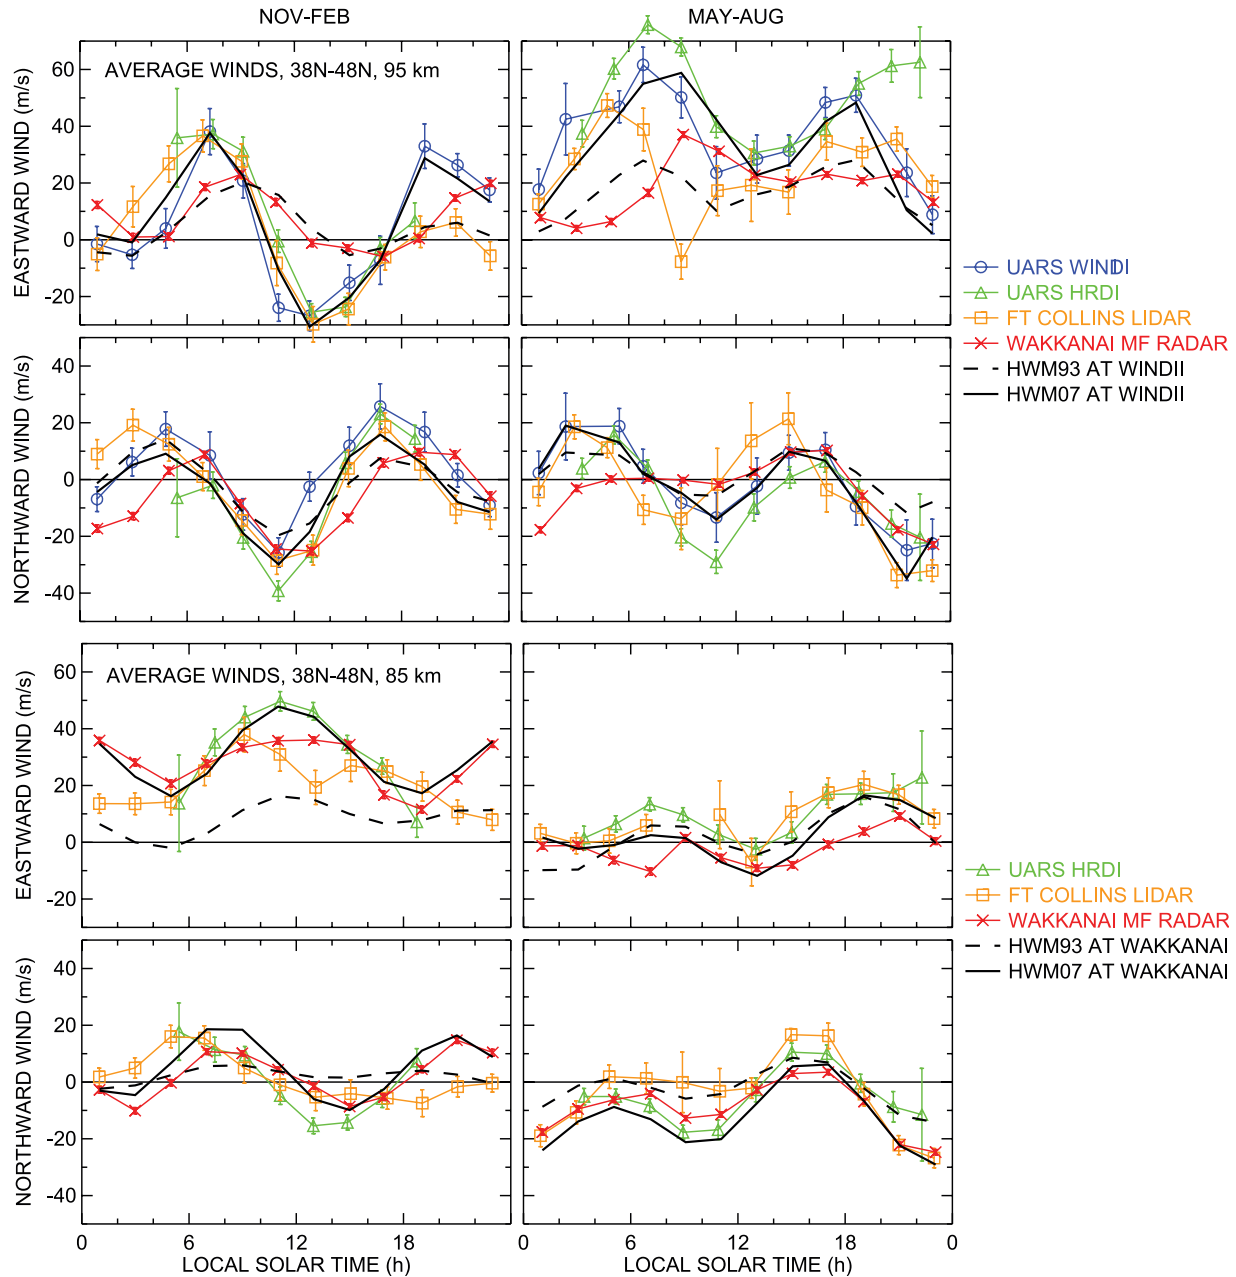 NOV-FEB
MAY-AUG
AVERAGE WINDS, 38N-48N, 95 km
EASTWARD WIND (m/s)
60
40
20
0
-20
UARS WINDII
UARS HRDI
FT COLLINS LIDAR
WAKKANAI MF RADAR
HWM93 AT WINDII
HWM07 AT WINDII
NORTHWARD WIND (m/s)
40
20
0
-20
-40
AVERAGE WINDS, 38N-48N, 85 km
EASTWARD WIND (m/s)
60
40
20
0
-20
UARS HRDI
FT COLLINS LIDAR
WAKKANAI MF RADAR
HWM93 AT WAKKANAI
HWM07 AT WAKKANAI
NORTHWARD WIND (m/s)
40
20
0
-20
-40
0 6 12 18 0 6 12 18 0
LOCAL SOLAR TIME (h)
LOCAL SOLAR TIME (h)